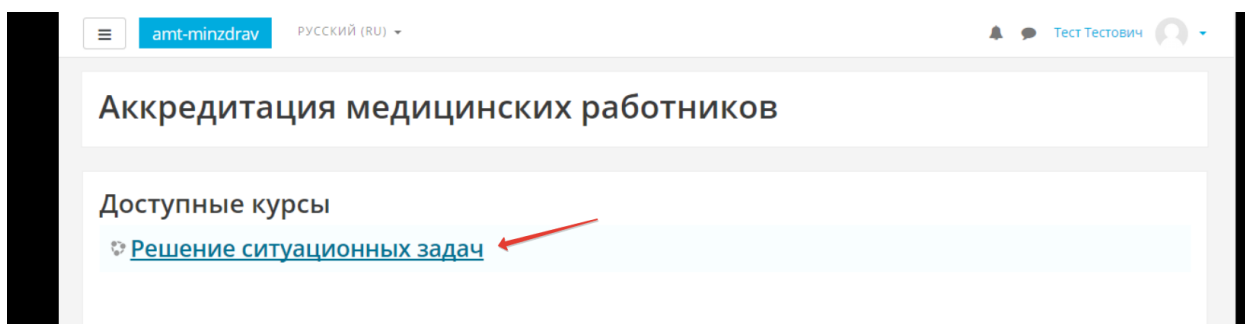 amt-minzdrav РУССКИЙ (RU) Тест Тестович
Аккредитация медицинских работников
Доступные курсы
Решение ситуационных задач